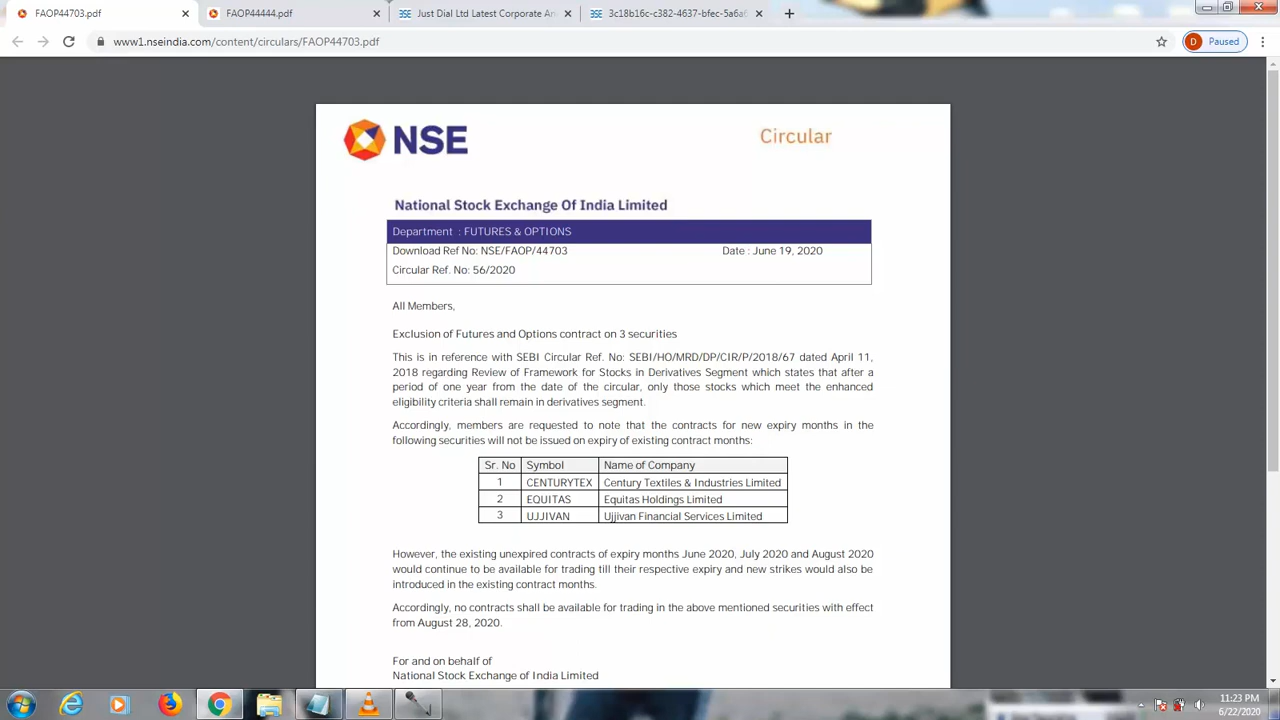 FAOP44703.pdf
FAOP44444.pdf
Just Dial Ltd Latest Corporate An
3c18b16c-c382-4637-bfec-5a6a6
www1.nseindia.com/content/circulars/FAOP44703.pdf
D Paused
NSE
Circular
National Stock Exchange Of India Limited
Department : FUTURES & OPTIONS
Download Ref No: NSE/FAOP/44703 Date : June 19, 2020
Circular Ref. No: 56/2020
All Members,
Exclusion of Futures and Options contract on 3 securities
This is in reference with SEBI Circular Ref. No: SEBI/HO/MRD/DP/CIR/P/2018/67 dated April 11,
2018 regarding Review of Framework for Stocks in Derivatives Segment which states that after a
period of one year from the date of the circular, only those stocks which meet the enhanced
eligibility criteria shall remain in derivatives segment.
Accordingly, members are requested to note that the contracts for new expiry months in the
following securities will not be issued on expiry of existing contract months:
Sr. No Symbol Name of Company
1 CENTURYTEX Century Textiles & Industries Limited
2 EQUITAS Equitas Holdings Limited
3 UJJIVAN Ujjivan Financial Services Limited
However, the existing unexpired contracts of expiry months June 2020, July 2020 and August 2020
would continue to be available for trading till their respective expiry and new strikes would also be
introduced in the existing contract months.
Accordingly, no contracts shall be available for trading in the above mentioned securities with effect
from August 28, 2020.
For and on behalf of
National Stock Exchange of India Limited
11:23 PM
6/22/2020